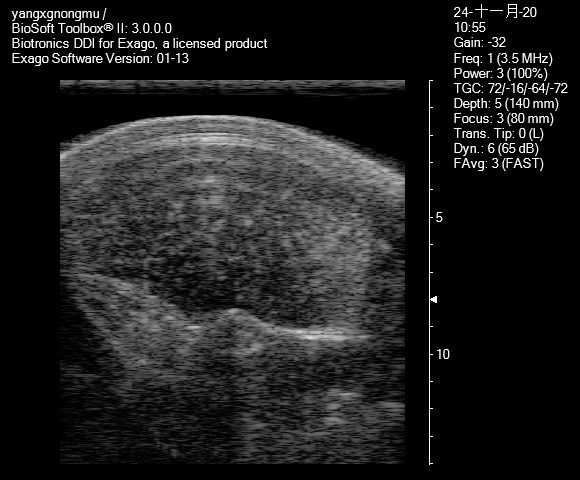 yangxgnongmu /
BioSoft Toolbox® II: 3.0.0.0
Biotronics DDI for Exago, a licensed product
Exago Software Version: 01-13
24-十一月-20
10:55
Gain: -32
Freq: 1 (3.5 MHz)
Power: 3 (100%)
TGC: 72/-16/-64/-72
Depth: 5 (140 mm)
Focus: 3 (80 mm)
Trans. Tip: 0 (L)
Dyn.: 6 (65 dB)
FAvg: 3 (FAST)
5
10